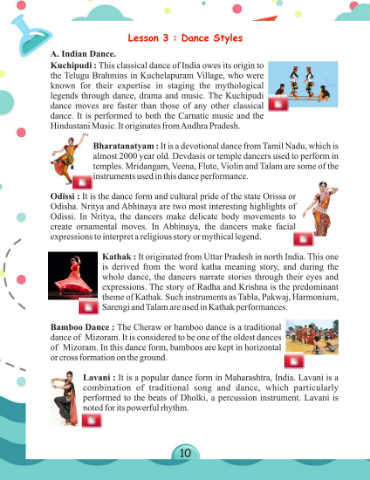 Lesson 3 : Dance Styles
A. Indian Dance.
Kuchipudi : This classical dance of India owes its origin to
the Telugu Brahmins in Kuchelapuram Village, who were
known for their expertise in staging the mythological
legends through dance, drama and music. The Kuchipudi
dance moves are faster than those of any other classical
dance. It is performed to both the Carnatic music and the
Hindustani Music. It originates from Andhra Pradesh.
Bharatanatyam : It is a devotional dance from Tamil Nadu, which is
almost 2000 year old. Devdasis or temple dancers used to perform in
temples. Mridangam, Veena, Flute, Violin and Talam are some of the
instruments used in this dance performance.
Odissi : It is the dance form and cultural pride of the state Orissa or
Odisha. Nritya and Abhinaya are two most interesting highlights of
Odissi. In Nritya, the dancers make delicate body movements to
create ornamental moves. In Abhinaya, the dancers make facial
expressions to interpret a religious story or mythical legend.
Kathak : It originated from Uttar Pradesh in north India. This one
is derived from the word katha meaning story, and during the
whole dance, the dancers narrate stories through their eyes and
expressions. The story of Radha and Krishna is the predominant
theme of Kathak. Such instruments as Tabla, Pakwaj, Harmonium,
Sarengi and Talam are used in Kathak performances.
Bamboo Dance : The Cheraw or bamboo dance is a traditional
dance of Mizoram. It is considered to be one of the oldest dances
of Mizoram. In this dance form, bamboos are kept in horizontal
or cross formation on the ground.
Lavani : It is a popular dance form in Maharashtra, India. Lavani is a
combination of traditional song and dance, which particularly
performed to the beats of Dholki, a percussion instrument. Lavani is
noted for its powerful rhythm.
10